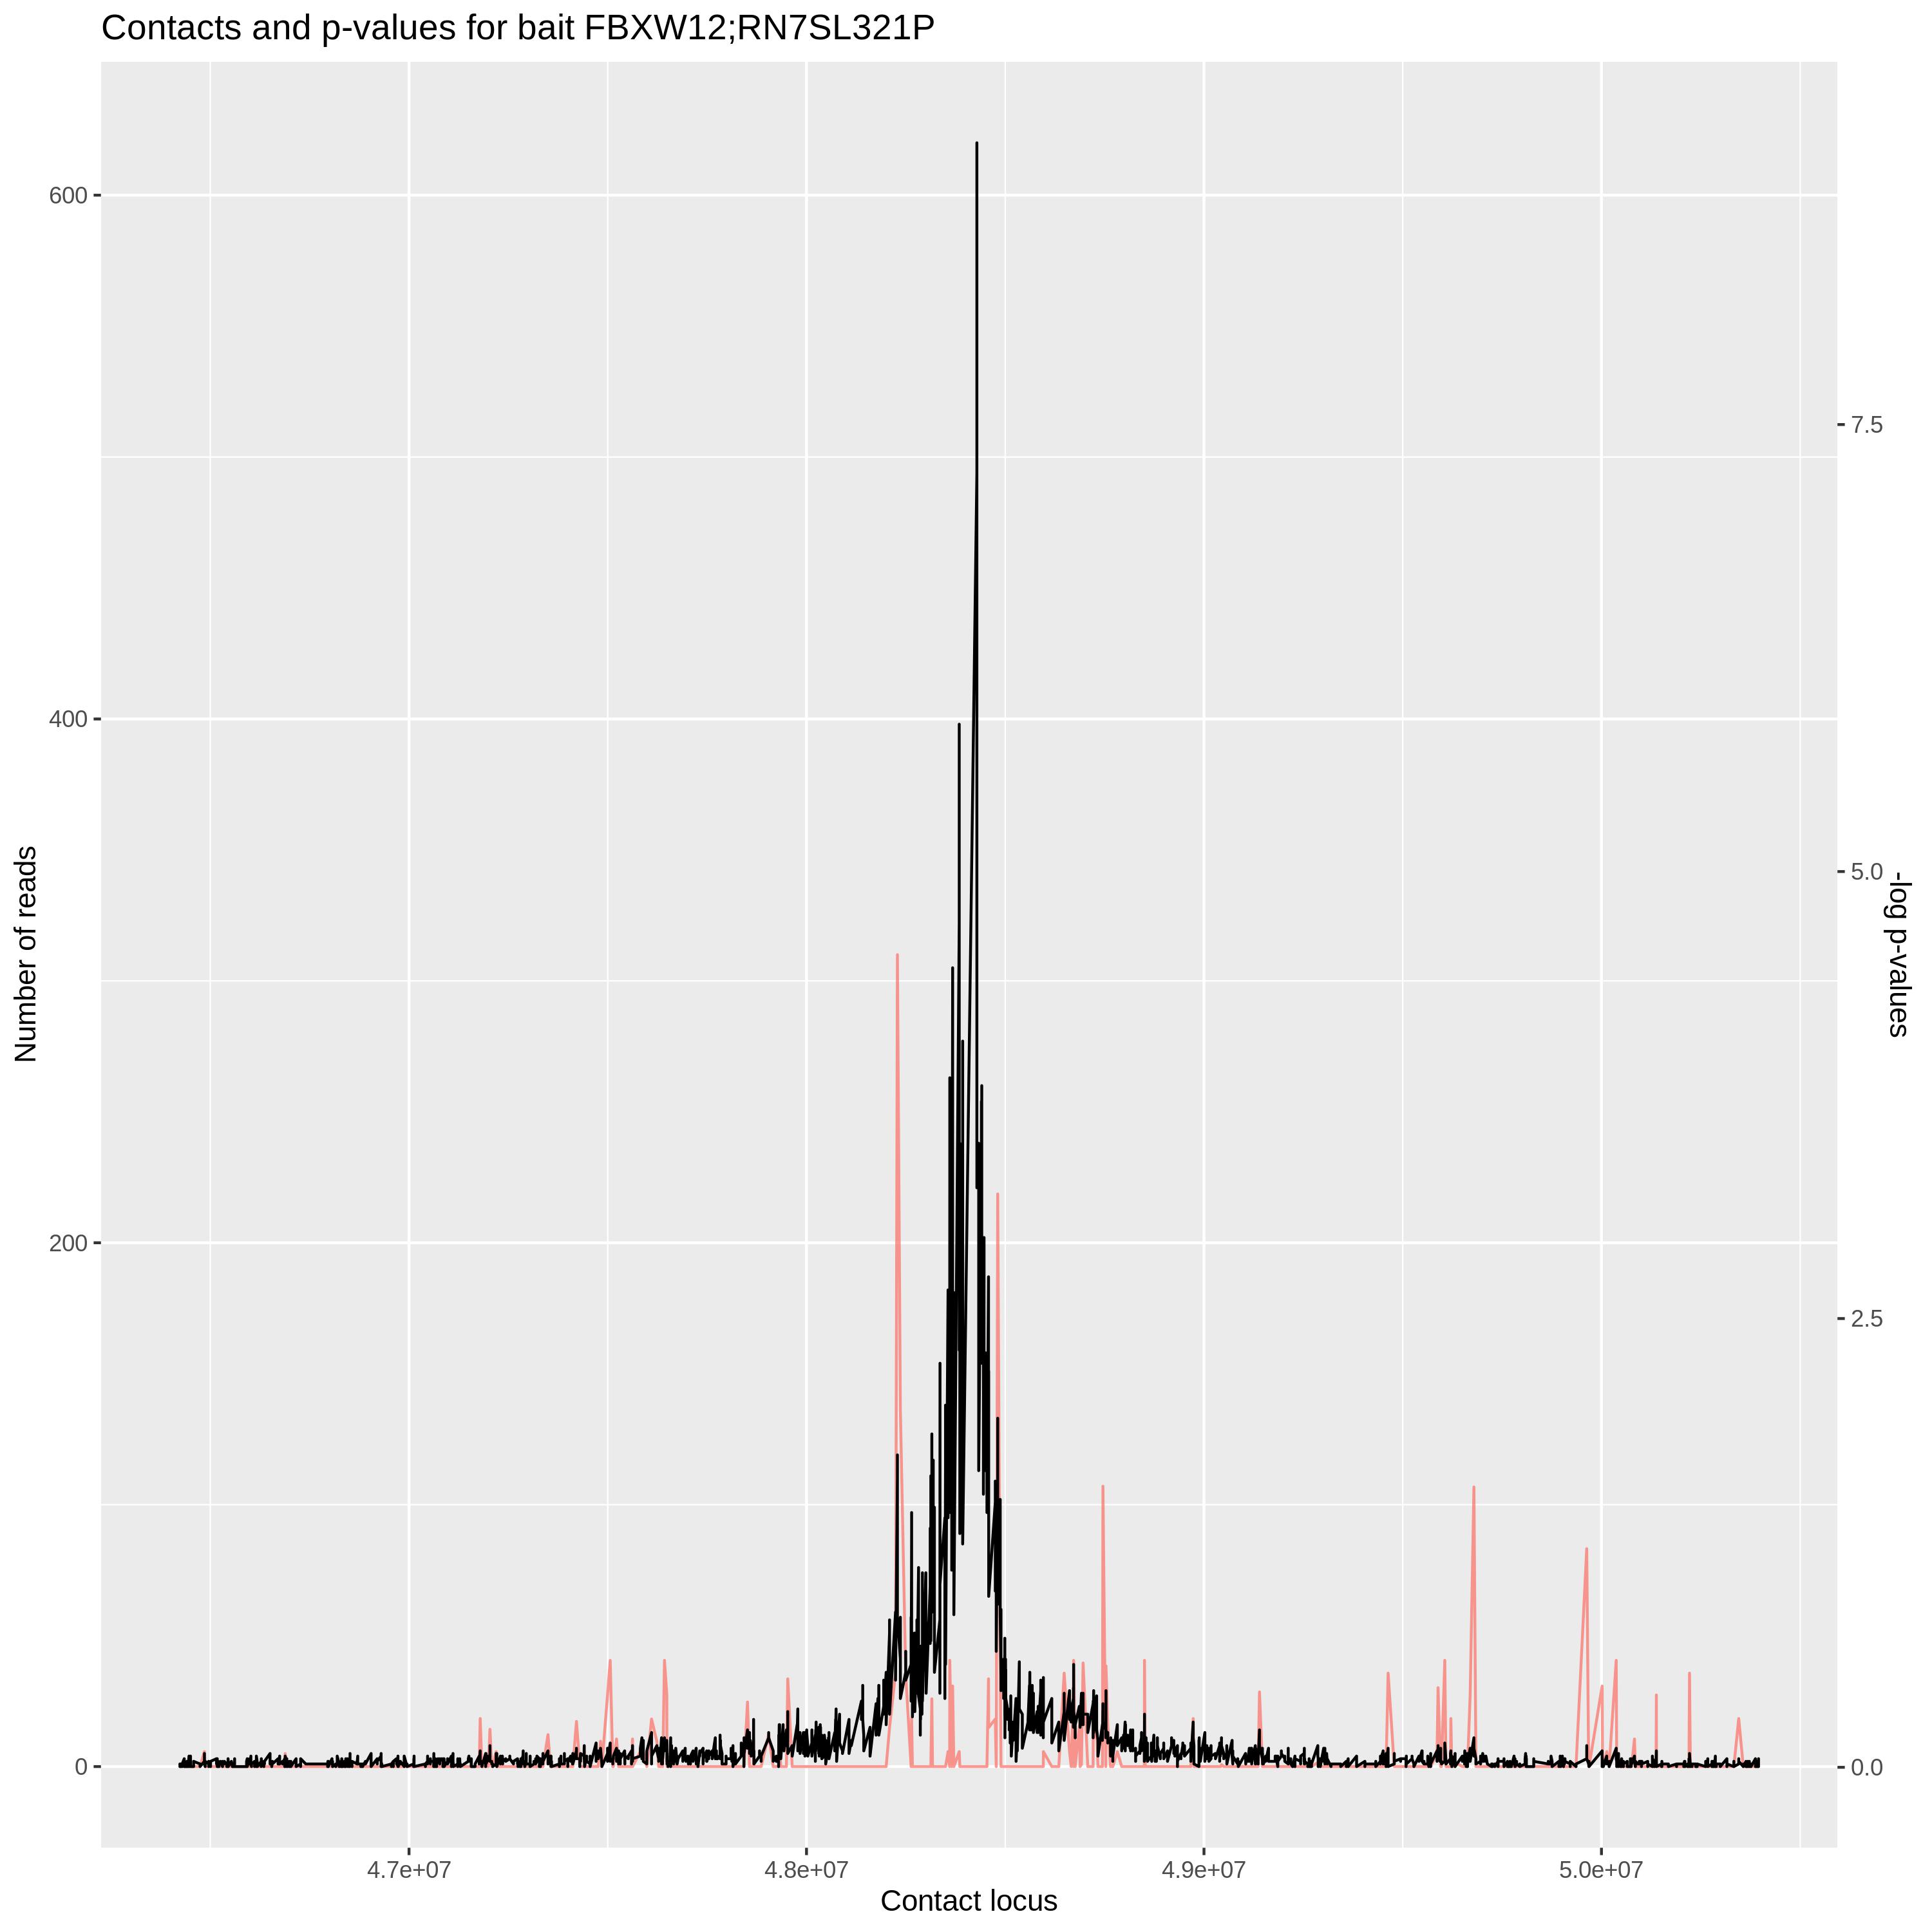 Contacts and p-values for bait FBXW12;RN7SL321P
600
400
200
0
Number of reads
7.5
5.0
2.5
0.0
-log p-values
4.7e+07
4.8e+07
4.9e+07
5.0e+07
Contact locus